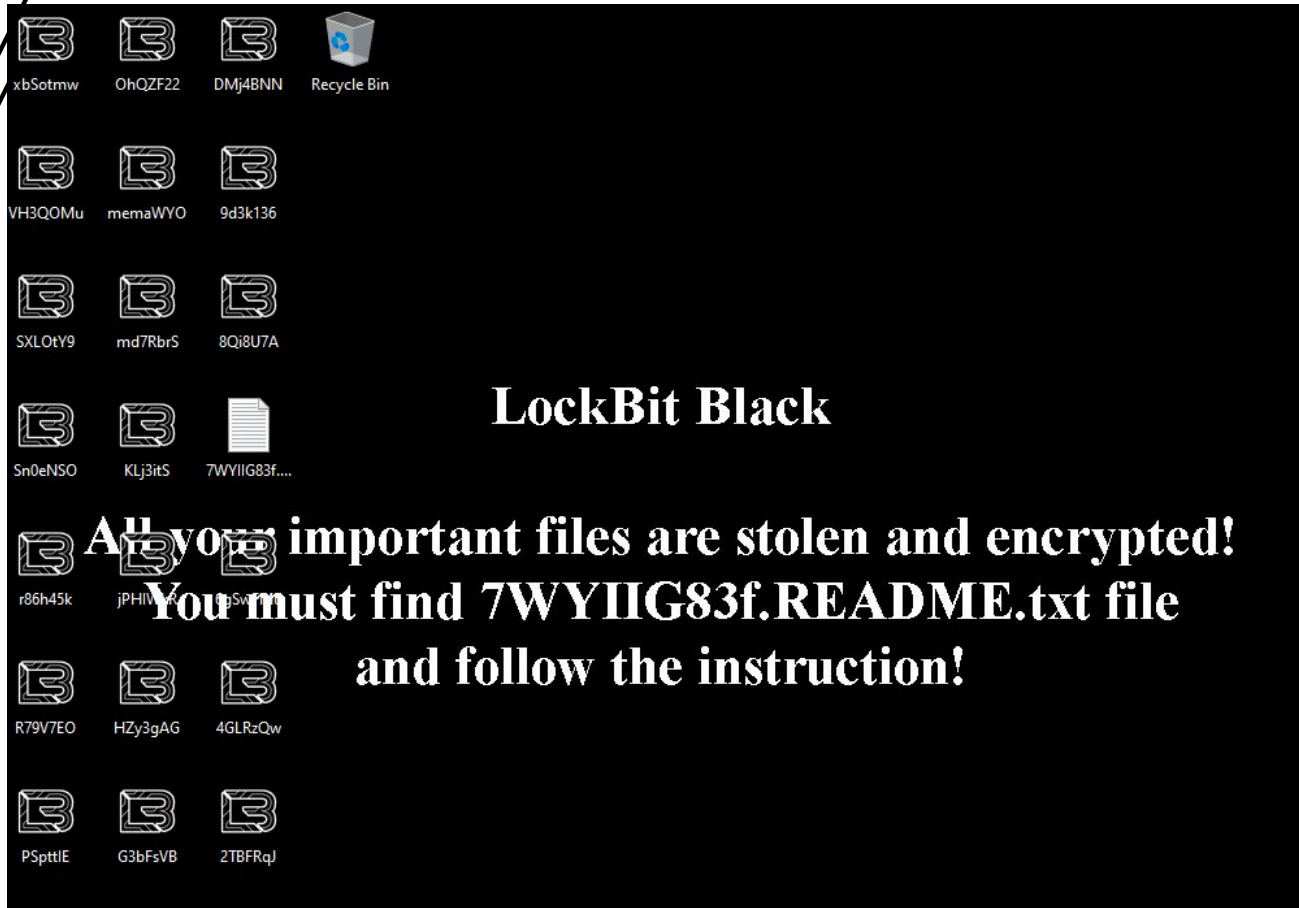 xbSotmw OhQZF22 DMj4BNN Recycle Bin
VH3QOMu memaWYO 9d3k136
SXLOtY9 md7RbrS 8Qi8U7A
LockBit Black
Sn0eNSO KLj3itS 7WYIIG83f....
All your important files are stolen and encrypted!
r86h45k
You must find 7WYIIG83f.README.txt file
and follow the instruction!
R79V7EO HZy3gAG 4GLRzQw
PSpttlE G3bFsVB 2TBFRqJ